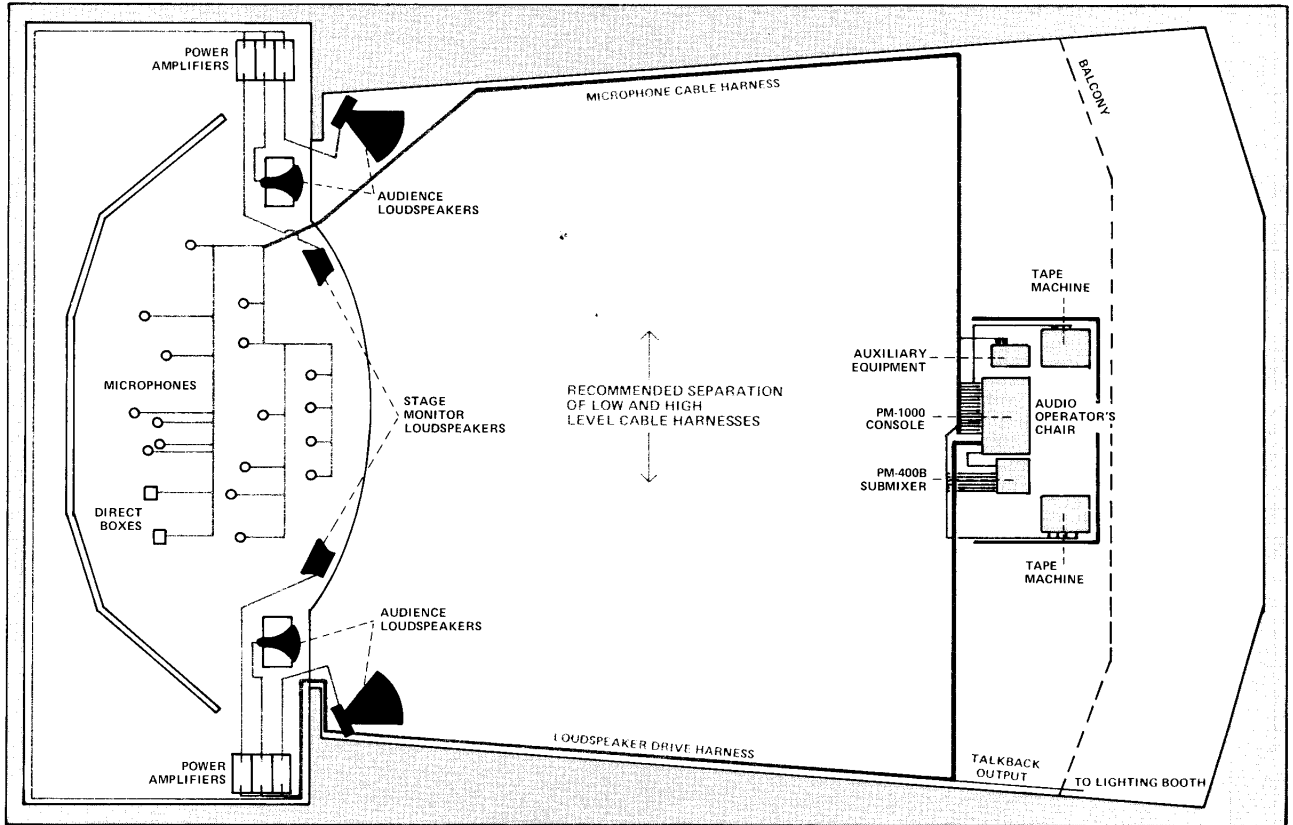 POWER
AMPLIFIERS
MICROPHONE CABLE HARNESS
BALCONY
AUDIENCE
LOUDSPEAKERS
TAPE
MACHINE
MICROPHONES
STAGE
MONITOR
LOUDSPEAKERS
RECOMMENDED SEPARATION
OF LOW AND HIGH
LEVEL CABLE HARNESSES
AUXILIARY
EQUIPMENT
PM-1000
CONSOLE
AUDIO
OPERATOR'S
CHAIR
PM-400B
SUBMIXER
DIRECT
BOXES
TAPE
MACHINE
AUDIENCE
LOUDSPEAKERS
POWER
AMPLIFIERS
LOUDSPEAKER DRIVE HARNESS
TALKBACK
OUTPUT
TO LIGHTING BOOTH